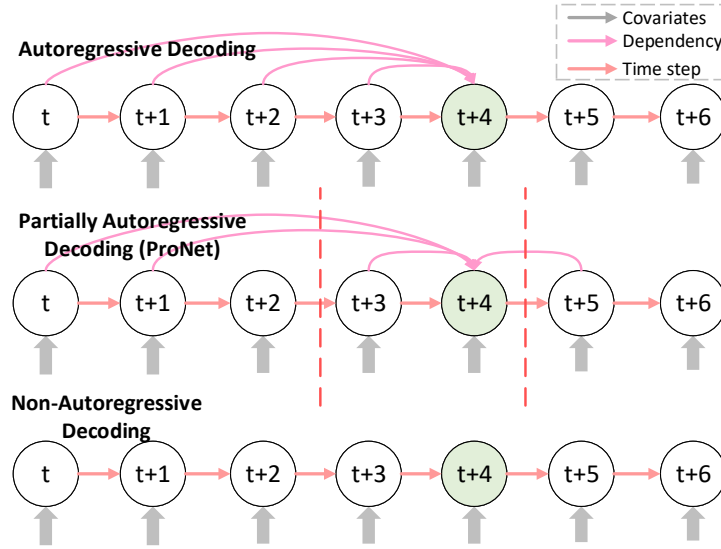 Covariates
Dependency
Time step
Autoregressive Decoding
t t+1 t+2 t+3 t+4 t+5 t+6
Partially Autoregressive
Decoding (ProNet)
t t+1 t+2 t+3 t+4 t+5 t+6
Non-Autoregressive
Decoding
t t+1 t+2 t+3 t+4 t+5 t+6